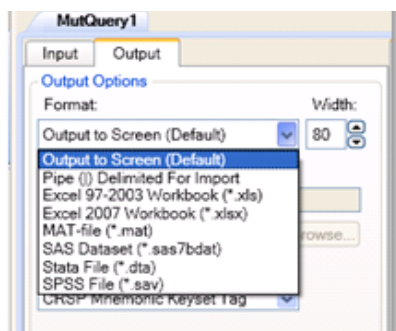 MutQuery1
Input Output
Output Options
Format: Width:
Output to Screen (Default) 80
Output to Screen (Default)
Pipe (|) Delimited For Import
Excel 97-2003 Workbook (*.xls)
Excel 2007 Workbook (*.xlsx)
MAT-file (*.mat)
SAS Dataset (*.sas7bdat)
Stata File (*.dta)
SPSS File (*.sav)
CRSP Mnemonic Keyset Tag